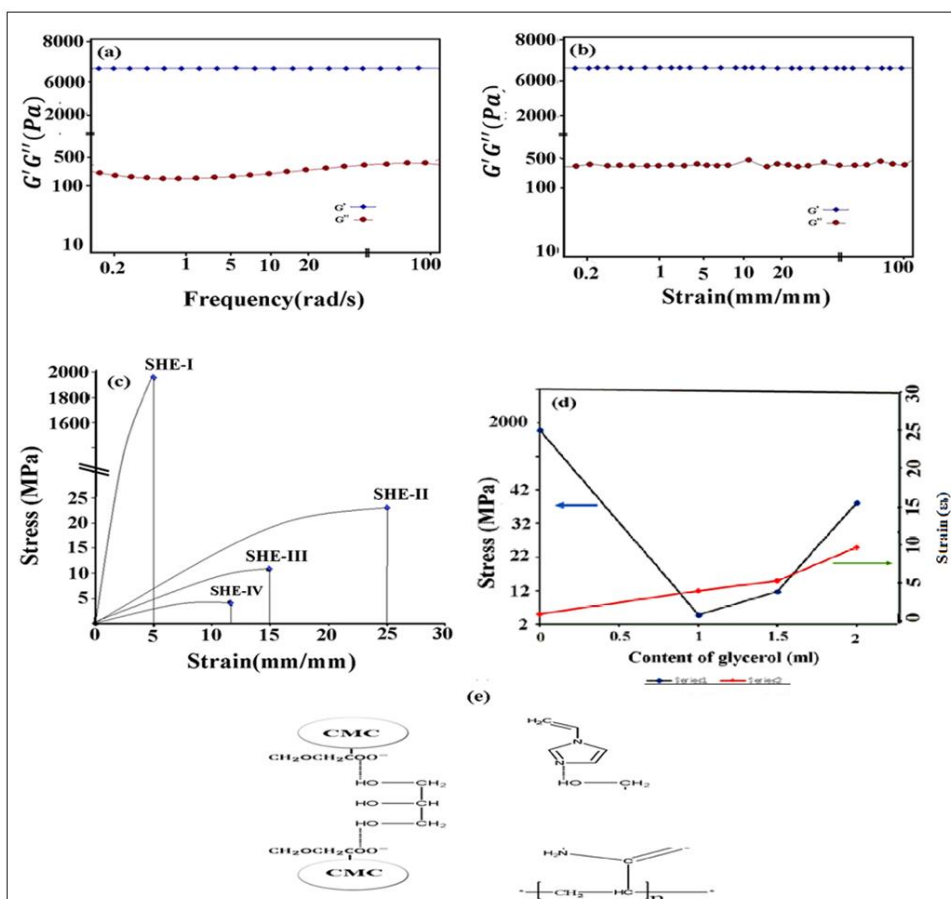 (a)
8000
6000
2000
500
100
10
G'G''(Pa)
G'
G''
0.2 1 5 10 20 100
Frequency(rad/s)
(b)
8000
6000
2000
500
100
10
G'G''(Pa)
G'
G''
0.2 1 5 10 20 100
Strain(mm/mm)
(c)
2000
1800
1600
25
20
15
10
5
Stress (MPa)
SHE-I
SHE-II
SHE-III
SHE-IV
0 5 10 15 20 25 30
Strain(mm/mm)
(d)
2000
42
32
22
12
2
Stress (MPa)
30
25
20
15
10
5
0
Strain (εs)
0 0.5 1 1.5 2
Content of glycerol (ml)
Series1 Series2
(e)
CMC
CH₂OCH₂COO⁻
HO CH₂
HO CH
HO CH₂
CH₂OCH₂COO⁻
CMC
H₂C
N
N
HO CH₂
H₂N C
CH₂ HC n